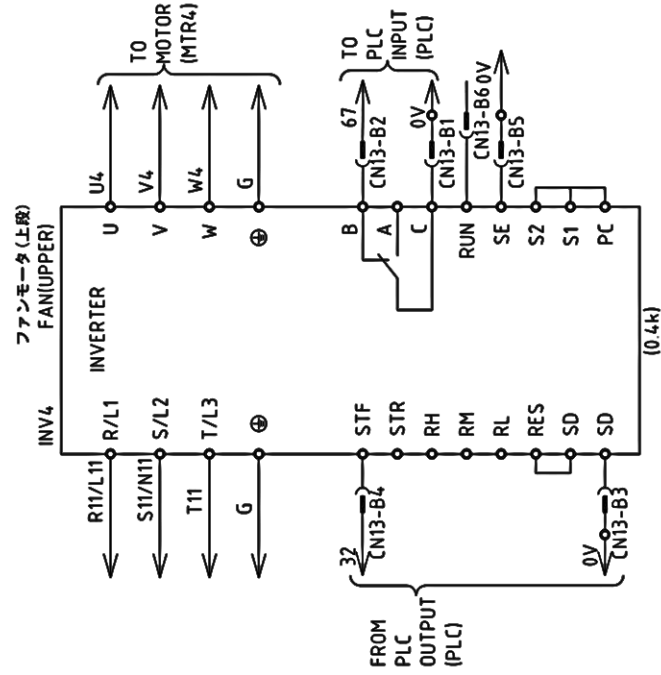 ファンモータ(上段)
FAN(UPPER)
INV4
INVERTER
R11/L11
R/L1
S11/N11
S/L2
T11
T/L3
G
U
U4
V
V4
W
W4
G
TO
MOTOR
(MTR4)
32
CN13-B4
STF
STR
RH
RM
RL
RES
SD
SD
0V
CN13-B3
FROM
PLC
OUTPUT
(PLC)
B
67
CN13-B2
A
C
0V
CN13-B1
TO
PLC
INPUT
(PLC)
RUN
CN13-B6
SE
0V
CN13-B5
S2
S1
PC
(0.4k)